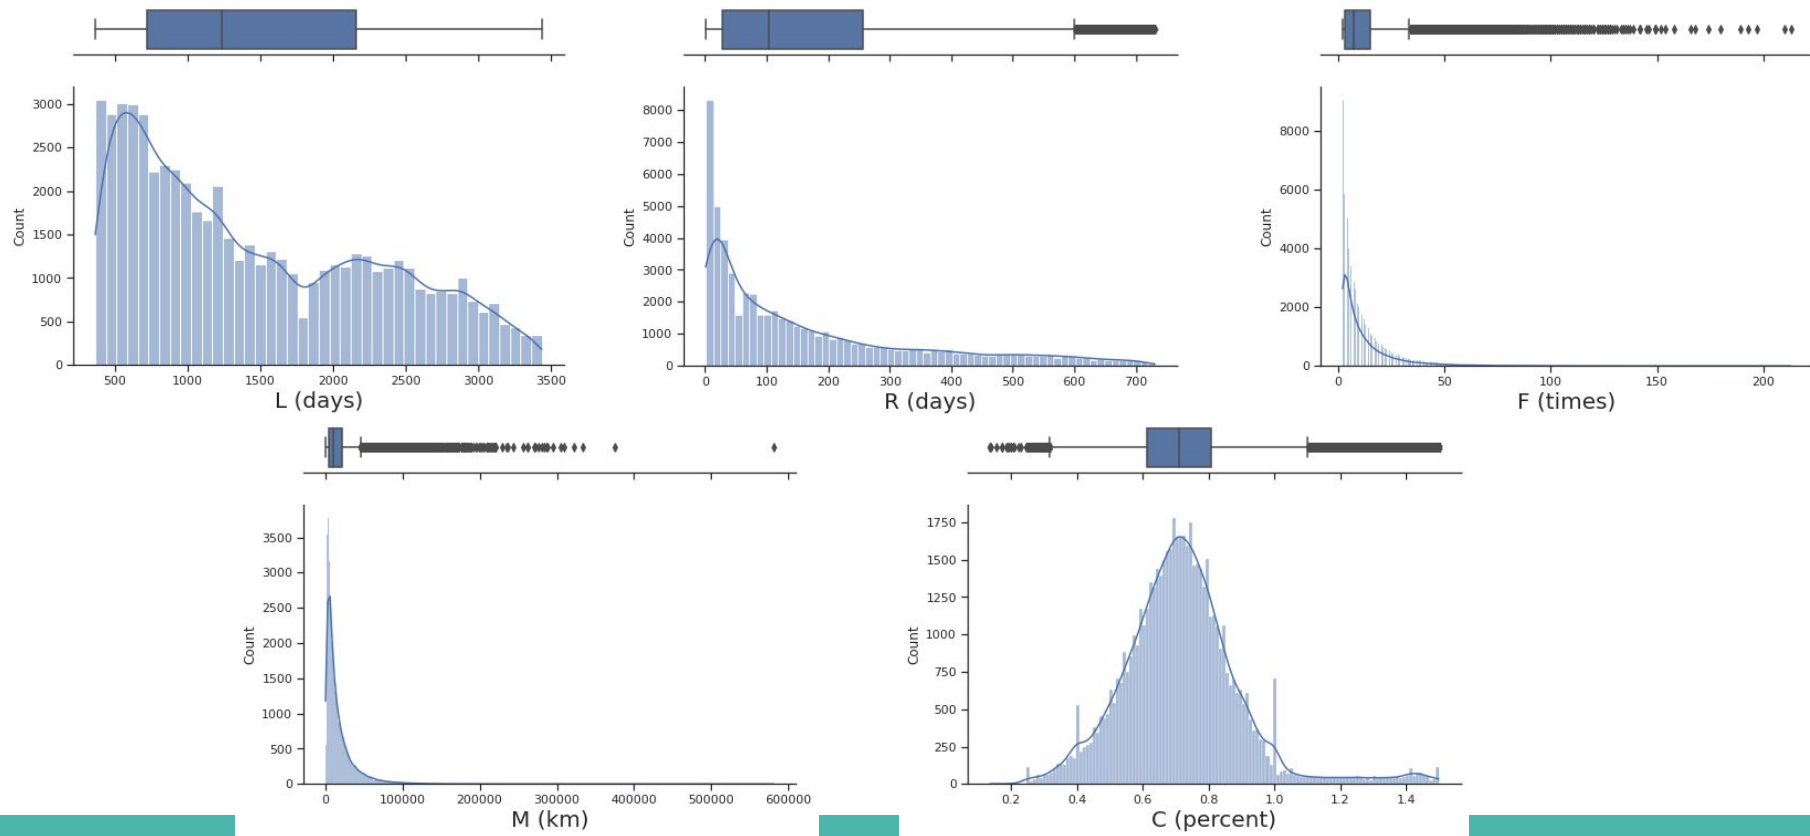 3000
2500
2000
1500
1000
500
0
Count
500 1000 1500 2000 2500 3000 3500
L (days)
8000
7000
6000
5000
4000
3000
2000
1000
0
Count
0 100 200 300 400 500 600 700
R (days)
8000
6000
4000
2000
0
Count
0 50 100 150 200
F (times)
3500
3000
2500
2000
1500
1000
500
0
Count
0 100000 200000 300000 400000 500000 600000
M (km)
1750
1500
1250
1000
750
500
250
0
Count
0.2 0.4 0.6 0.8 1.0 1.2 1.4
C (percent)